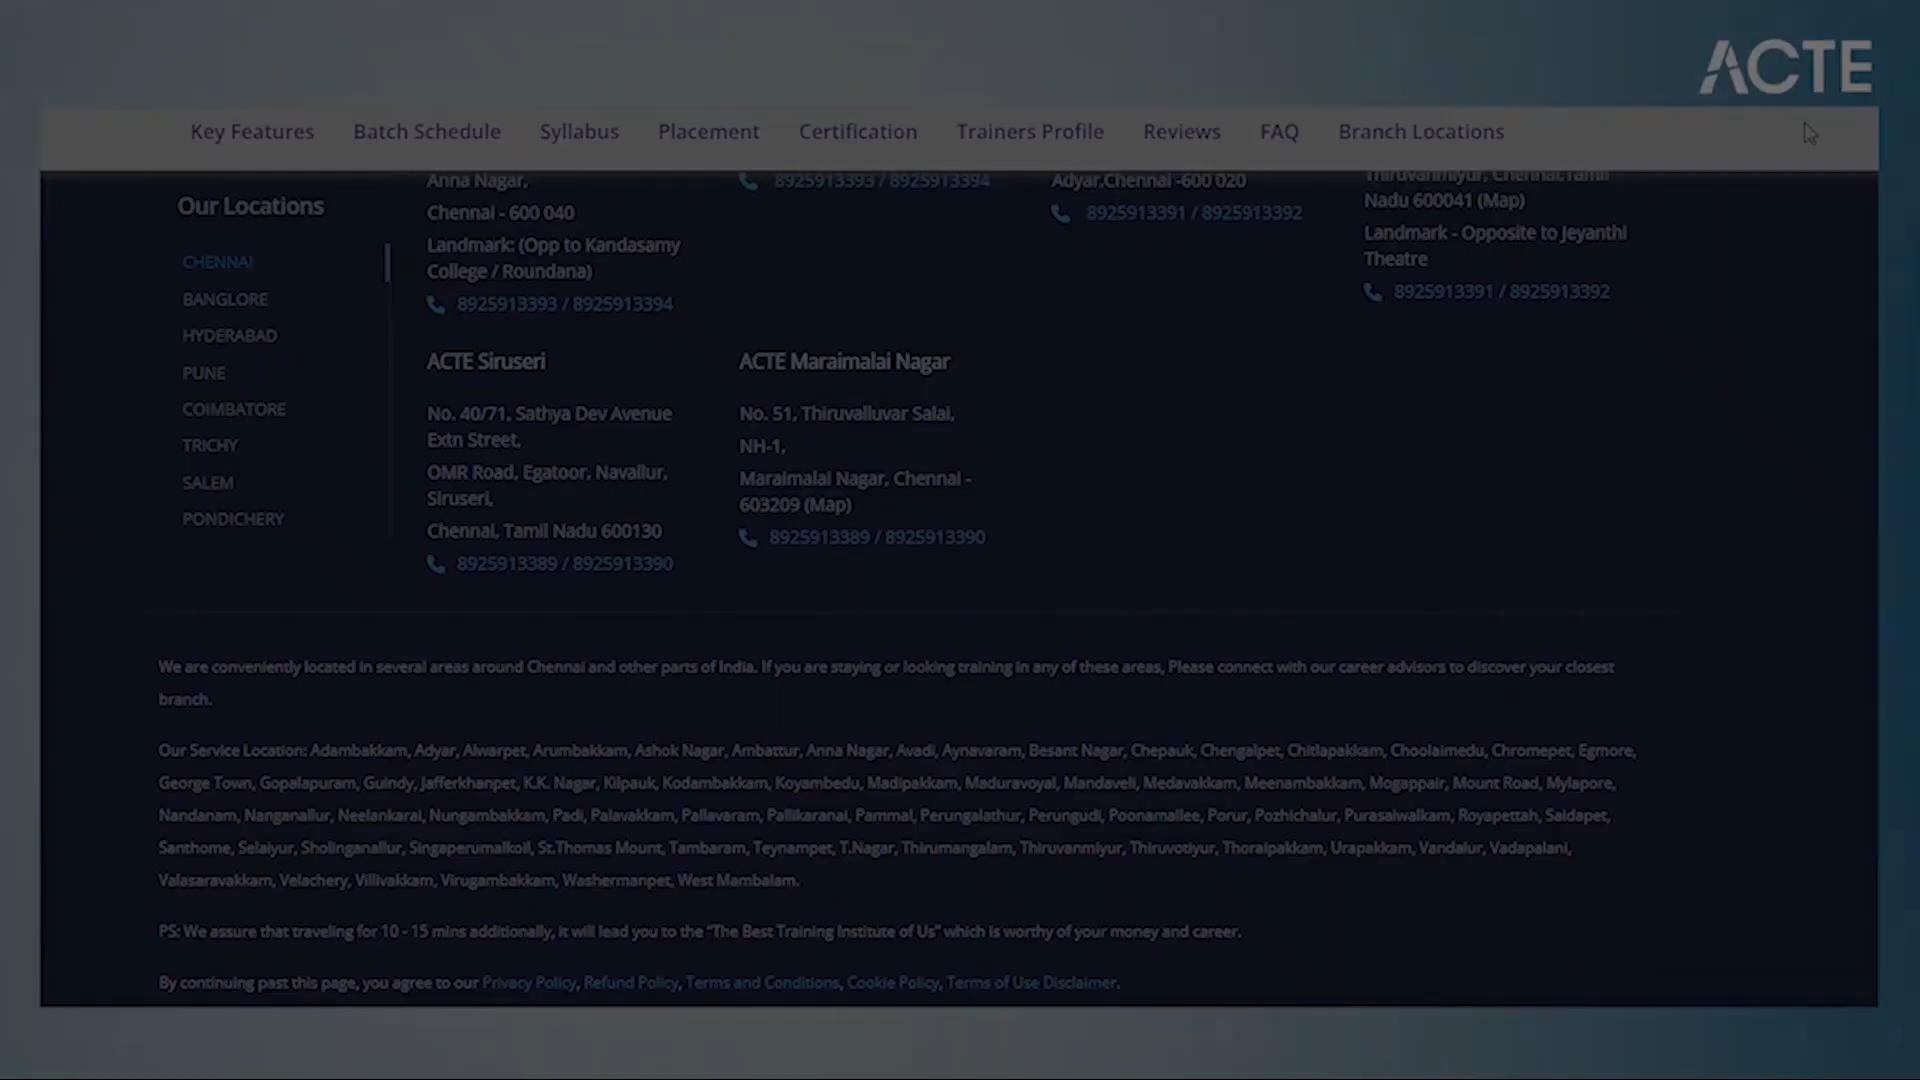 ACTE
Key Features Batch Schedule Syllabus Placement Certification Trainers Profile Reviews FAQ Branch Locations
Our Locations
CHENNAI
BANGLORE
HYDERABAD
PUNE
COIMBATORE
TRICHY
SALEM
PONDICHERY
Anna Nagar,
Chennai - 600 040
Landmark: (Opp to Kandasamy
College / Roundana)
8925913393 / 8925913394
8925913393 / 8925913394
Adyar,Chennai -600 020
8925913391 / 8925913392
Thiruvanmiyur, Chennai,Tamil
Nadu 600041 (Map)
Landmark - Opposite to Jeyanthi
Theatre
8925913391 / 8925913392
ACTE Siruseri
No. 40/71, Sathya Dev Avenue
Extn Street,
OMR Road, Egatoor, Navallur,
Siruseri,
Chennai, Tamil Nadu 600130
8925913389 / 8925913390
ACTE Maraimalai Nagar
No. 51, Thiruvalluvar Salai,
NH-1,
Maraimalai Nagar, Chennai -
603209 (Map)
8925913389 / 8925913390
We are conveniently located in several areas around Chennai and other parts of India. If you are staying or looking training in any of these areas, Please connect with our career advisors to discover your closest
branch.
Our Service Location: Adambakkam, Adyar, Alwarpet, Arumbakkam, Ashok Nagar, Ambattur, Anna Nagar, Avadi, Aynavaram, Besant Nagar, Chepauk, Chengalpet, Chitlapakkam, Choolaimedu, Chromepet, Egmore,
George Town, Gopalapuram, Guindy, Jafferkhanpet, K.K. Nagar, Kilpauk, Kodambakkam, Koyambedu, Madipakkam, Maduravoyal, Mandaveli, Medavakkam, Meenambakkam, Mogappair, Mount Road, Mylapore,
Nandanam, Nanganallur, Neelankarai, Nungambakkam, Padi, Palavakkam, Pallavaram, Pallikaranai, Pammal, Perungalathur, Perungudi, Poonamallee, Porur, Pozhichalur, Purasaiwalkam, Royapettah, Saidapet,
Santhome, Selaiyur, Sholinganallur, Singaperumalkoil, St.Thomas Mount, Tambaram, Teynampet, T.Nagar, Thirumangalam, Thiruvanmiyur, Thiruvotiyur, Thoraipakkam, Urapakkam, Vandalur, Vadapalani,
Valasaravakkam, Velachery, Villivakkam, Virugambakkam, Washermanpet, West Mambalam.
PS: We assure that traveling for 10 - 15 mins additionally, it will lead you to the “The Best Training Institute of Us” which is worthy of your money and career.
By continuing past this page, you agree to our Privacy Policy, Refund Policy, Terms and Conditions, Cookie Policy, Terms of Use Disclaimer.